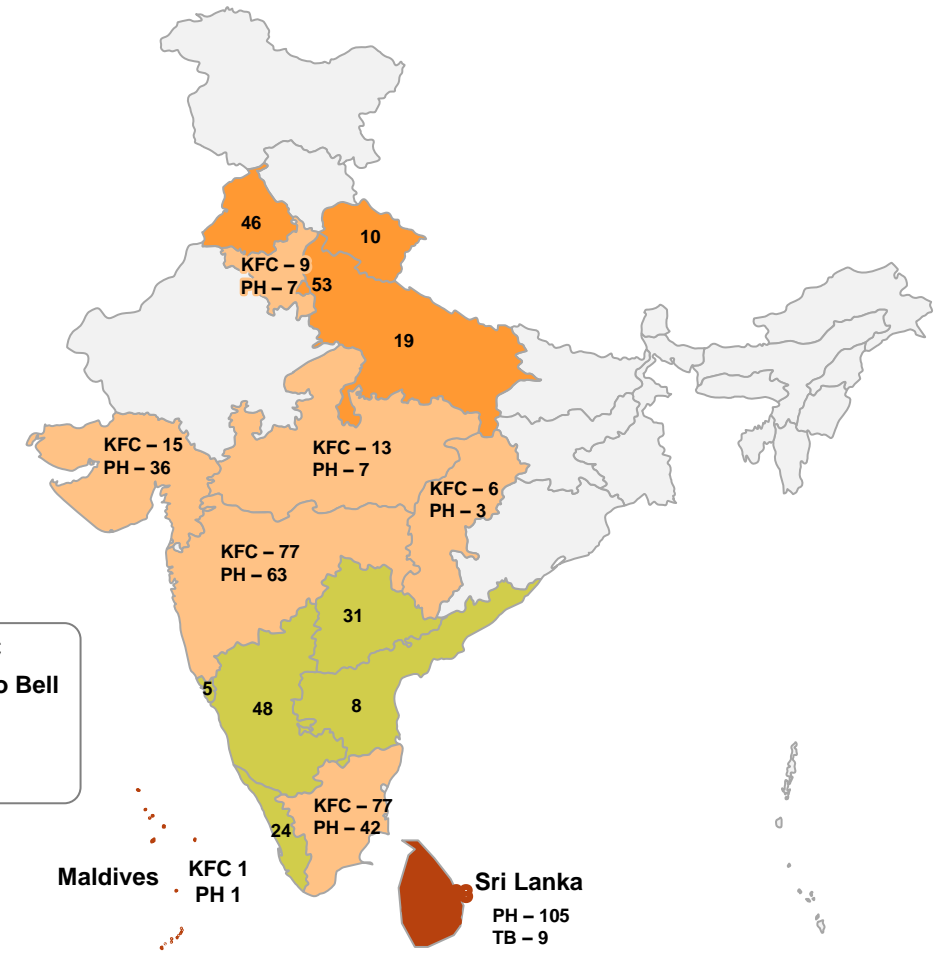 46
10
KFC – 9
PH – 7
53
19
KFC – 15
PH – 36
KFC – 13
PH – 7
KFC – 6
PH – 3
KFC – 77
PH – 63
31
Bell
5
48
8
KFC – 77
PH – 42
24
Maldives
KFC 1
PH 1
Sri Lanka
PH – 105
TB – 9